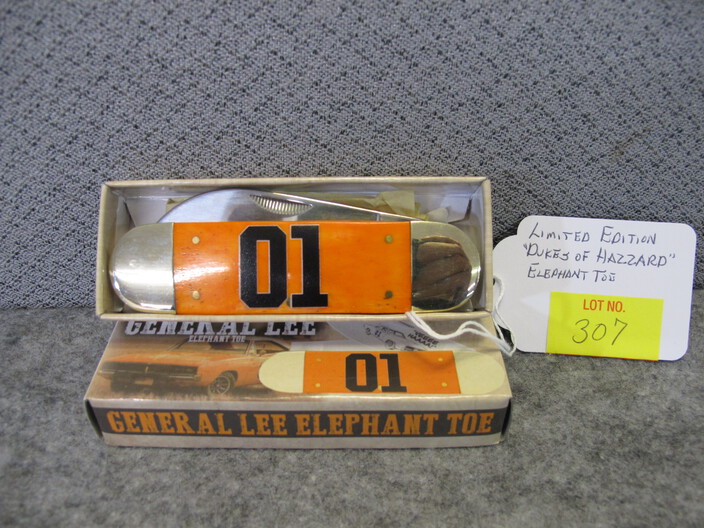 01
LIMITED EDITION
"DUKES OF HAZZARD"
ELEPHANT TOE
LOT NO.
307
GENERAL LEE
ELEPHANT TOE
01
GENERAL LEE ELEPHANT TOE